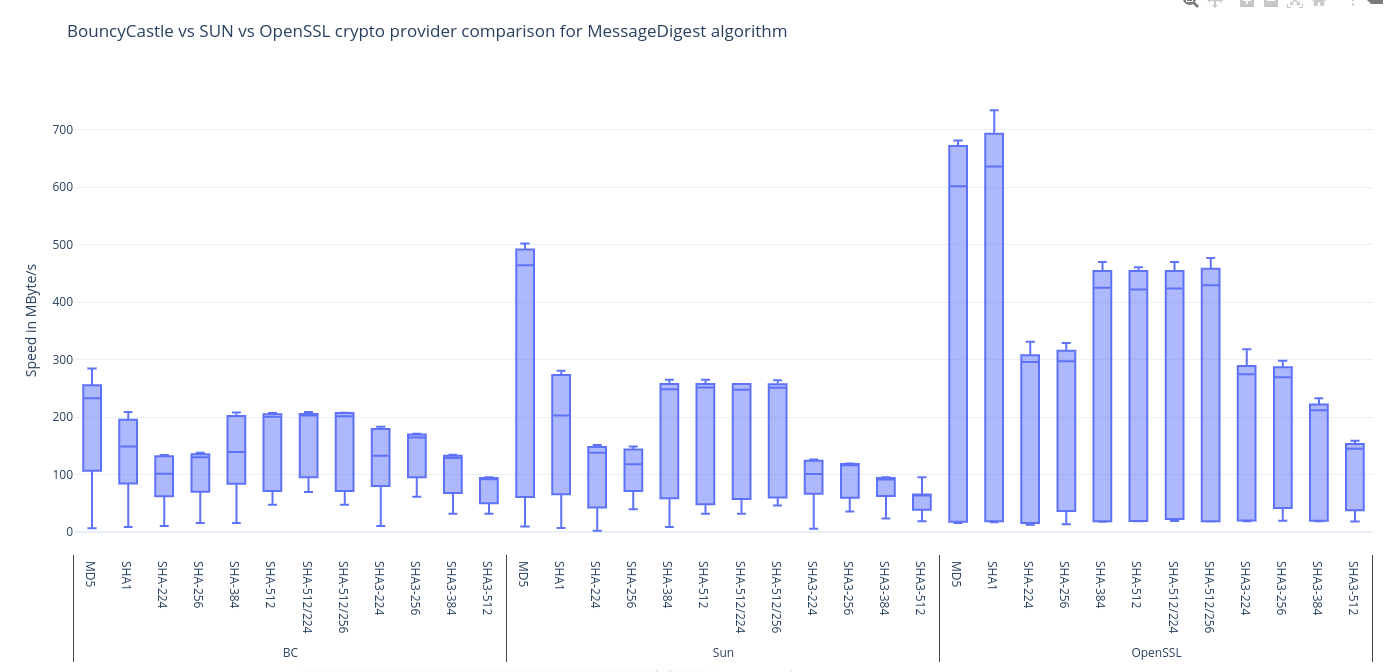 BouncyCastle vs SUN vs OpenSSL crypto provider comparison for MessageDigest algorithm
700
600
500
400
300
200
100
0
Speed in MByte/s
MD5
SHA1
SHA-224
SHA-256
SHA-384
SHA-512
SHA-512/224
SHA-512/256
SHA3-224
SHA3-256
SHA3-384
SHA3-512
MD5
SHA1
SHA-224
SHA-256
SHA-384
SHA-512
SHA-512/224
SHA-512/256
SHA3-224
SHA3-256
SHA3-384
SHA3-512
MD5
SHA1
SHA-224
SHA-256
SHA-384
SHA-512
SHA-512/224
SHA-512/256
SHA3-224
SHA3-256
SHA3-384
SHA3-512
BC
Sun
OpenSSL